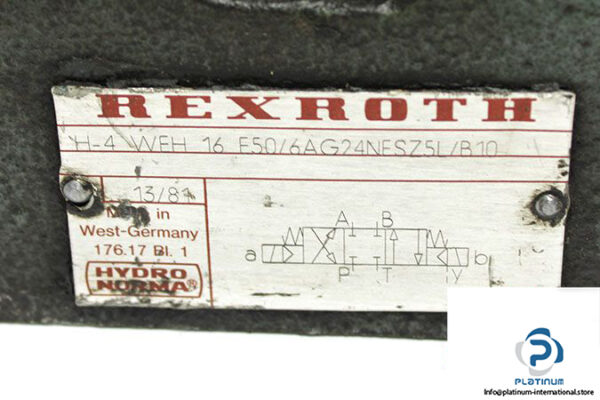 REXROTH
H-4 WEH 16 E50/6AG24NESZ5L/B10
13/81
Made in
West-Germany
176.17 Bl. 1
HYDRO
NORMA®
A B
a b
P T Y
PLATINUM
Info@platinum-international.store